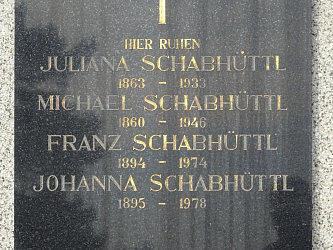 HIER RUHEN
JULIANA SCHABHÜTTL
1863 - 1933
MICHAEL SCHABHÜTTL
1860 - 1946
FRANZ SCHABHÜTTL
1894 - 1974
JOHANNA SCHABHÜTTL
1895 - 1978